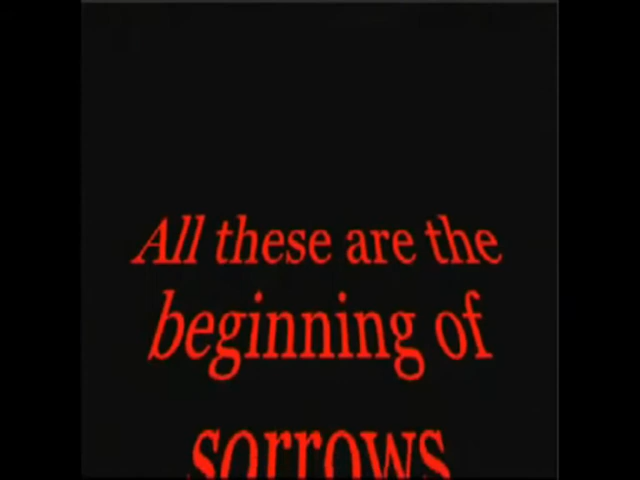 All these are the
beginning of
sorrows